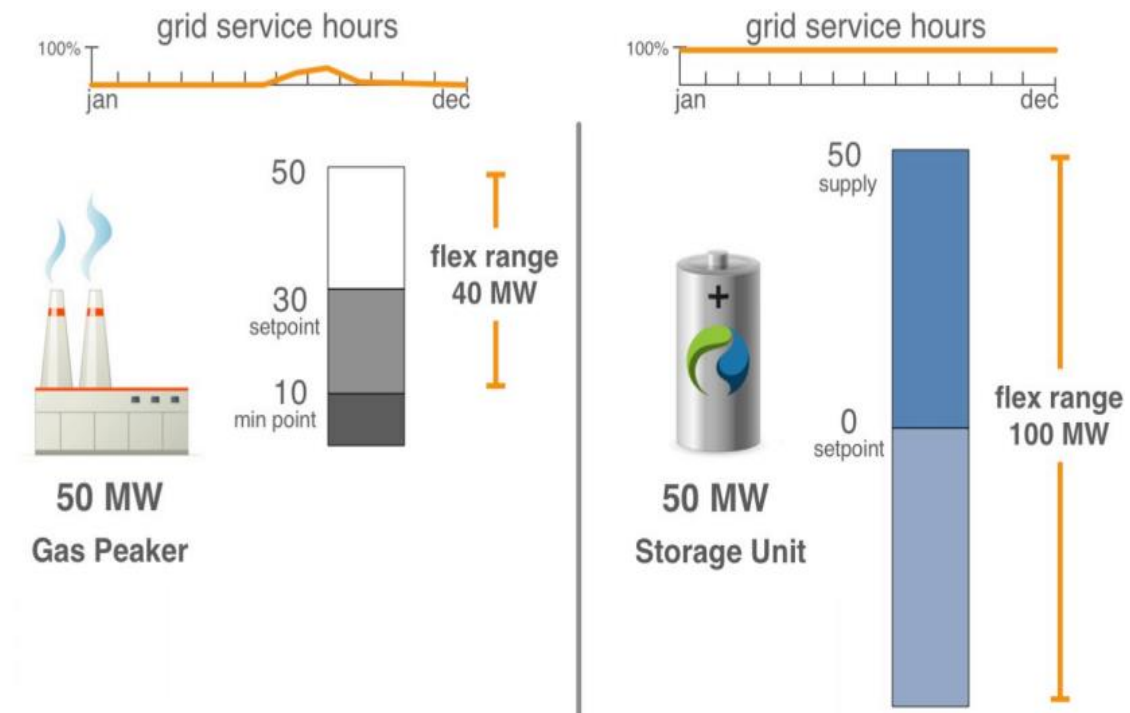 grid service hours
100%
jan
dec
50
30
setpoint
10
min point
flex range
40 MW
50 MW
Gas Peaker
grid service hours
100%
jan
dec
50
supply
+
0
setpoint
flex range
100 MW
50 MW
Storage Unit